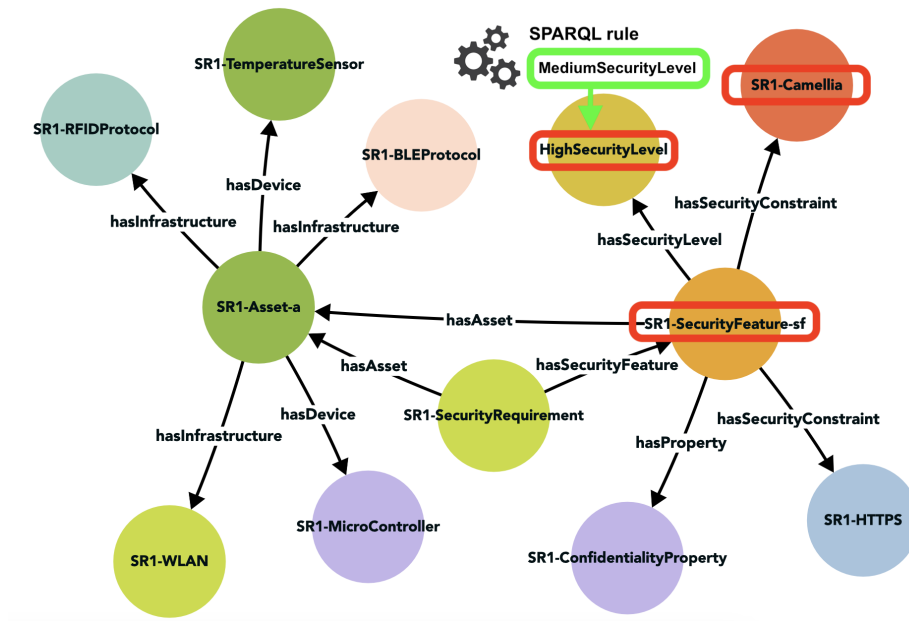 SPARQL rule
SR1-TemperatureSensor
MediumSecurityLevel
SR1-Camellia
SR1-RFIDProtocol
HighSecurityLevel
SR1-BLEProtocol
hasDevice
hasSecurityConstraint
hasInfrastructure
hasInfrastructure
hasSecurityLevel
SR1-Asset-a
hasAsset
SR1-SecurityFeature-sf
hasAsset
hasSecurityFeature
hasDevice
SR1-SecurityRequirement
hasSecurityConstraint
hasInfrastructure
hasProperty
SR1-MicroController
SR1-HTTPS
SR1-WLAN
SR1-ConfidentialityProperty